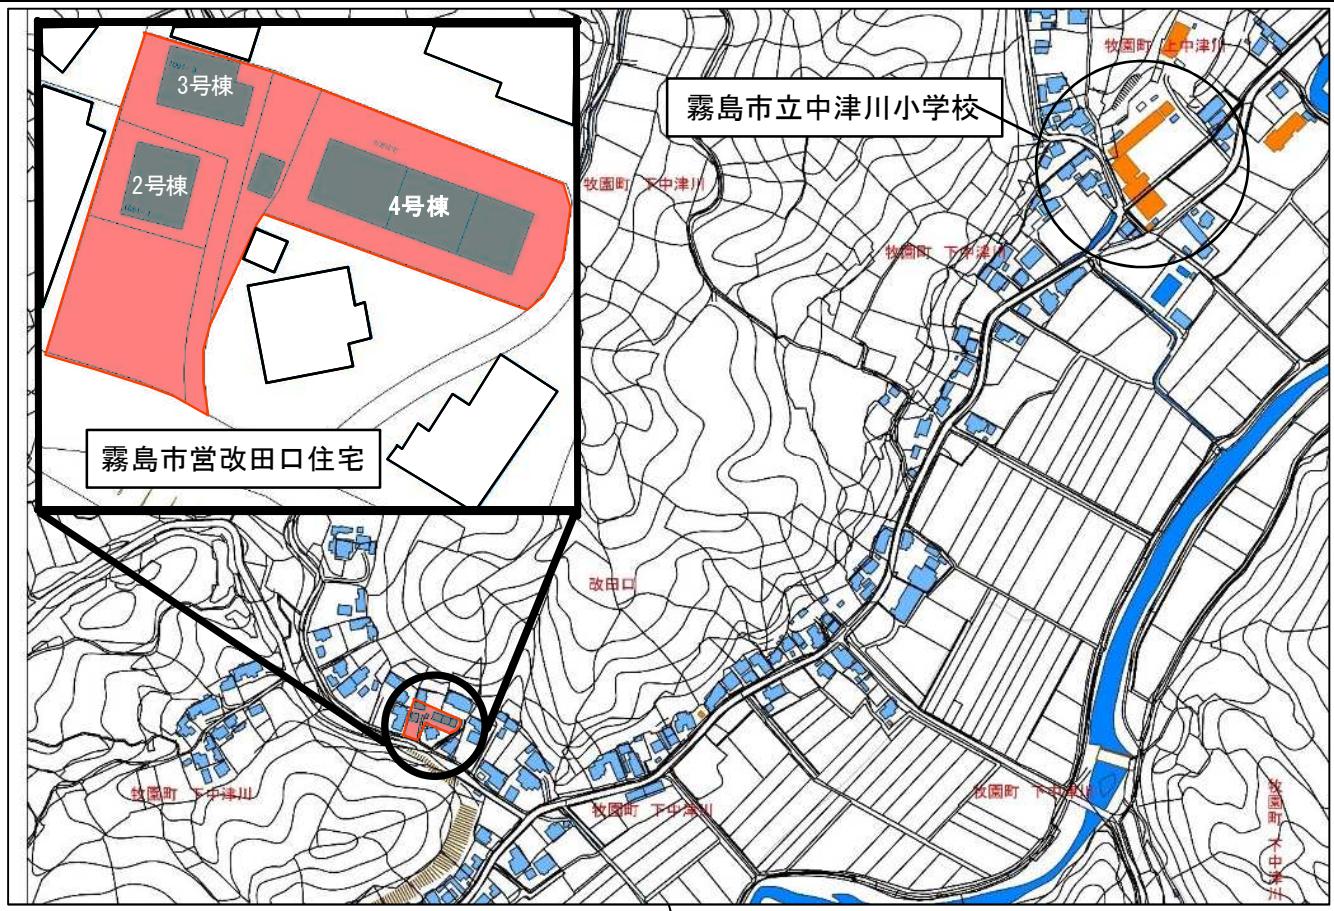 牧園町 上中津川
3号棟
霧島市立中津川小学校
2号棟
4号棟
牧園町 下中津川
牧園町 下中津川
霧島市営改田口住宅
改田口
牧園町 下中津川
牧園町 下中津川
牧園町 下中津川
牧園町 下中津川